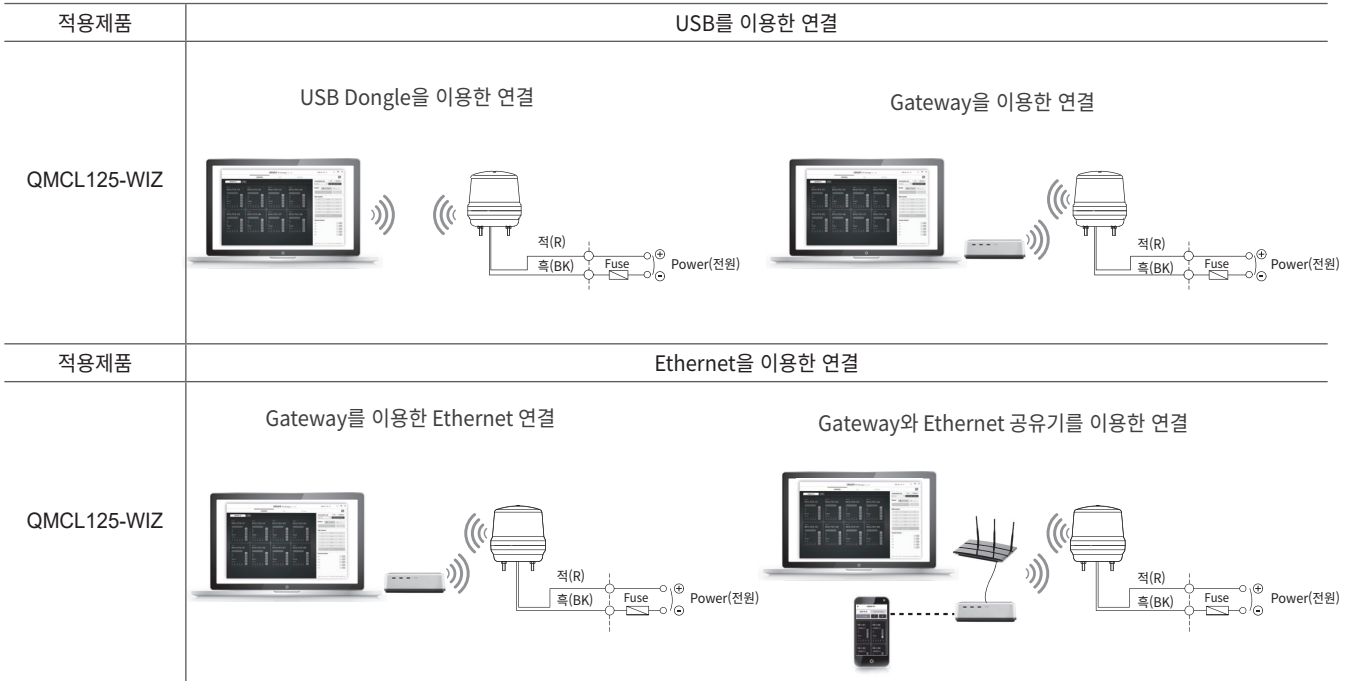 적용제품
USB를 이용한 연결
QMCL125-WIZ
USB Dongle을 이용한 연결
적(R)
흑(BK)
Fuse
⊕
⊖
Power(전원)
Gateway을 이용한 연결
적(R)
흑(BK)
Fuse
⊕
⊖
Power(전원)
적용제품
Ethernet을 이용한 연결
QMCL125-WIZ
Gateway를 이용한 Ethernet 연결
적(R)
흑(BK)
Fuse
⊕
⊖
Power(전원)
Gateway와 Ethernet 공유기를 이용한 연결
적(R)
흑(BK)
Fuse
⊕
⊖
Power(전원)